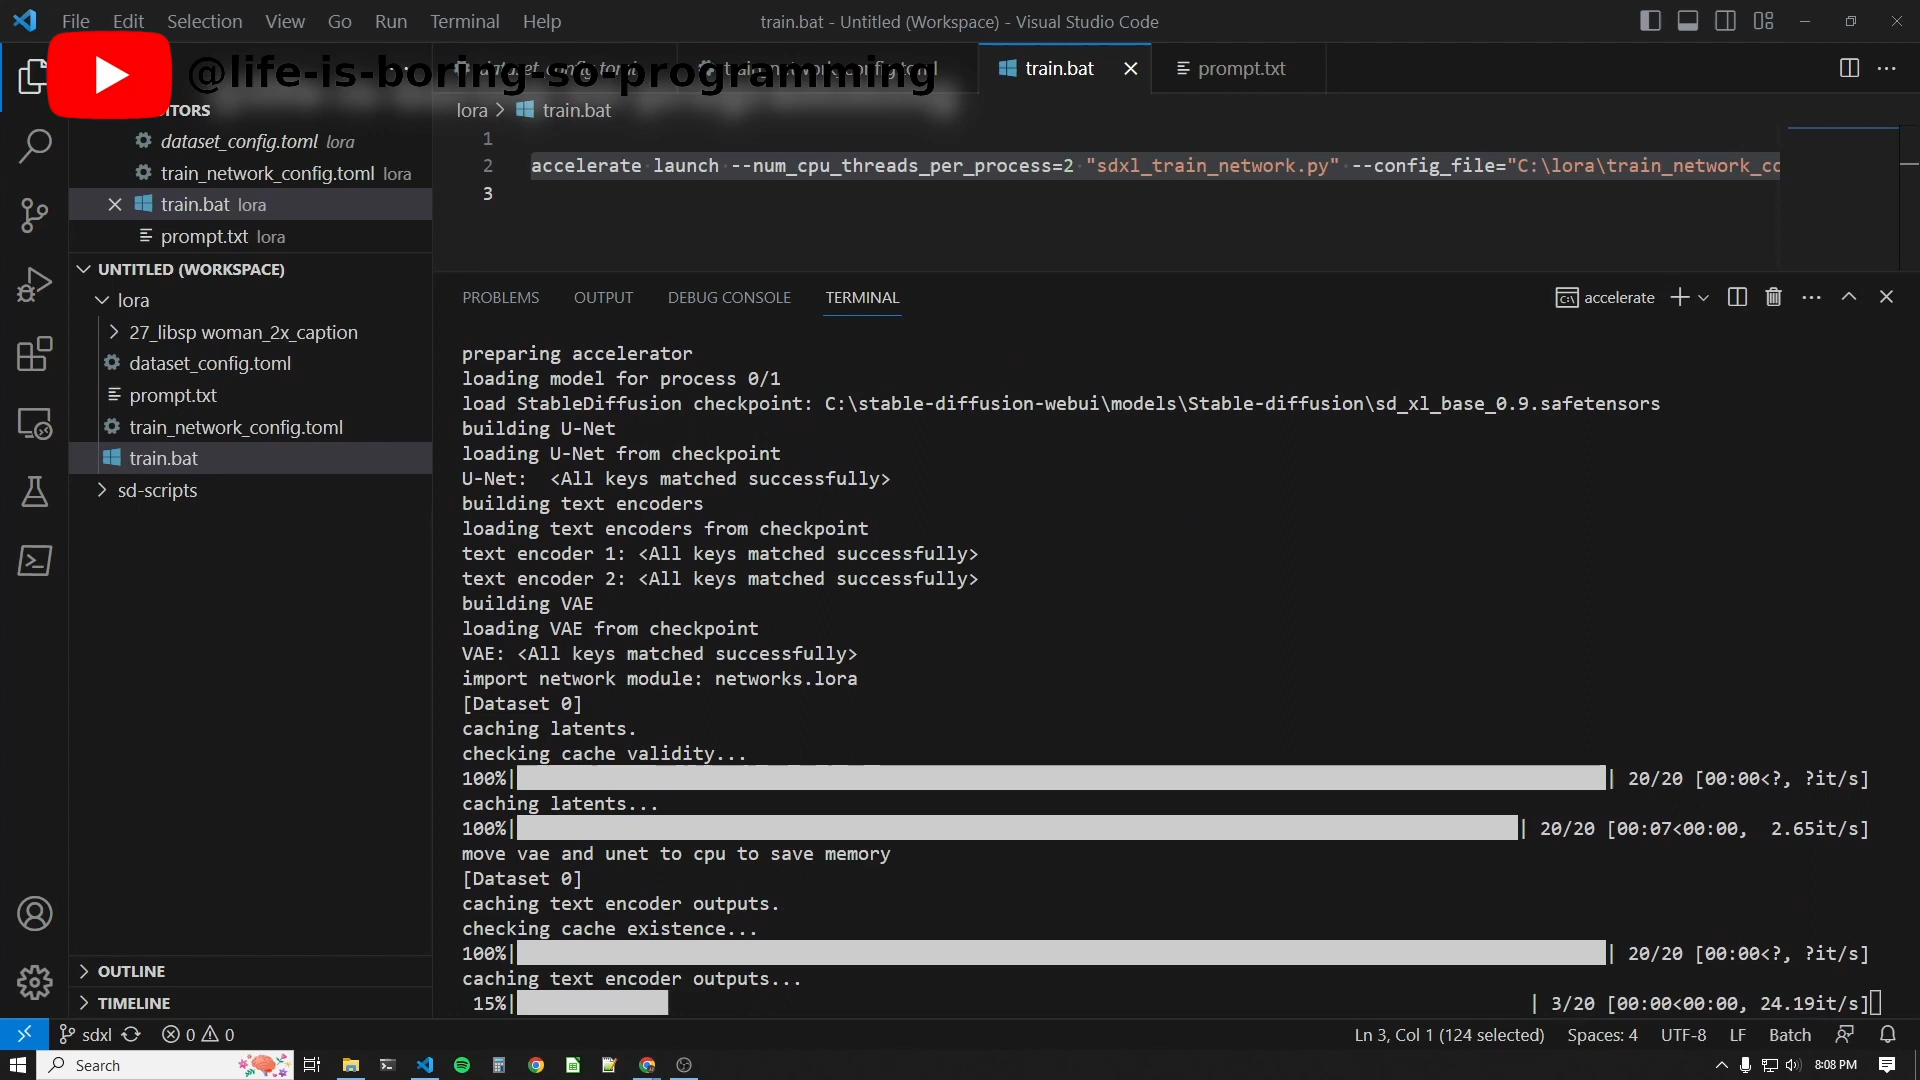 File Edit Selection View Go Run Terminal Help
train.bat - Untitled (Workspace) - Visual Studio Code
@life-is-boring-so-programming
dataset_config.toml
train_network_config.toml
train.bat
prompt.txt
lora > train.bat
dataset_config.toml lora
train_network_config.toml lora
train.bat lora
prompt.txt lora
UNTITLED (WORKSPACE)
lora
27_libsp woman_2x_caption
dataset_config.toml
prompt.txt
train_network_config.toml
train.bat
sd-scripts
OUTLINE
TIMELINE
1
2 accelerate launch --num_cpu_threads_per_process=2 "sdxl_train_network.py" --config_file="C:\lora\train_network_co
3
PROBLEMS OUTPUT DEBUG CONSOLE TERMINAL
accelerate
preparing accelerator
loading model for process 0/1
load StableDiffusion checkpoint: C:\stable-diffusion-webui\models\Stable-diffusion\sd_xl_base_0.9.safetensors
building U-Net
loading U-Net from checkpoint
U-Net:  <All keys matched successfully>
building text encoders
loading text encoders from checkpoint
text encoder 1: <All keys matched successfully>
text encoder 2: <All keys matched successfully>
building VAE
loading VAE from checkpoint
VAE: <All keys matched successfully>
import network module: networks.lora
[Dataset 0]
caching latents.
checking cache validity...
100%| | 20/20 [00:00<?, ?it/s]
caching latents...
100%| | 20/20 [00:07<00:00,  2.65it/s]
move vae and unet to cpu to save memory
[Dataset 0]
caching text encoder outputs.
checking cache existence...
100%| | 20/20 [00:00<?, ?it/s]
caching text encoder outputs...
15%| | 3/20 [00:00<00:00, 24.19it/s]
sdxl 0 0
Ln 3, Col 1 (124 selected) Spaces: 4 UTF-8 LF Batch
Search
8:08 PM